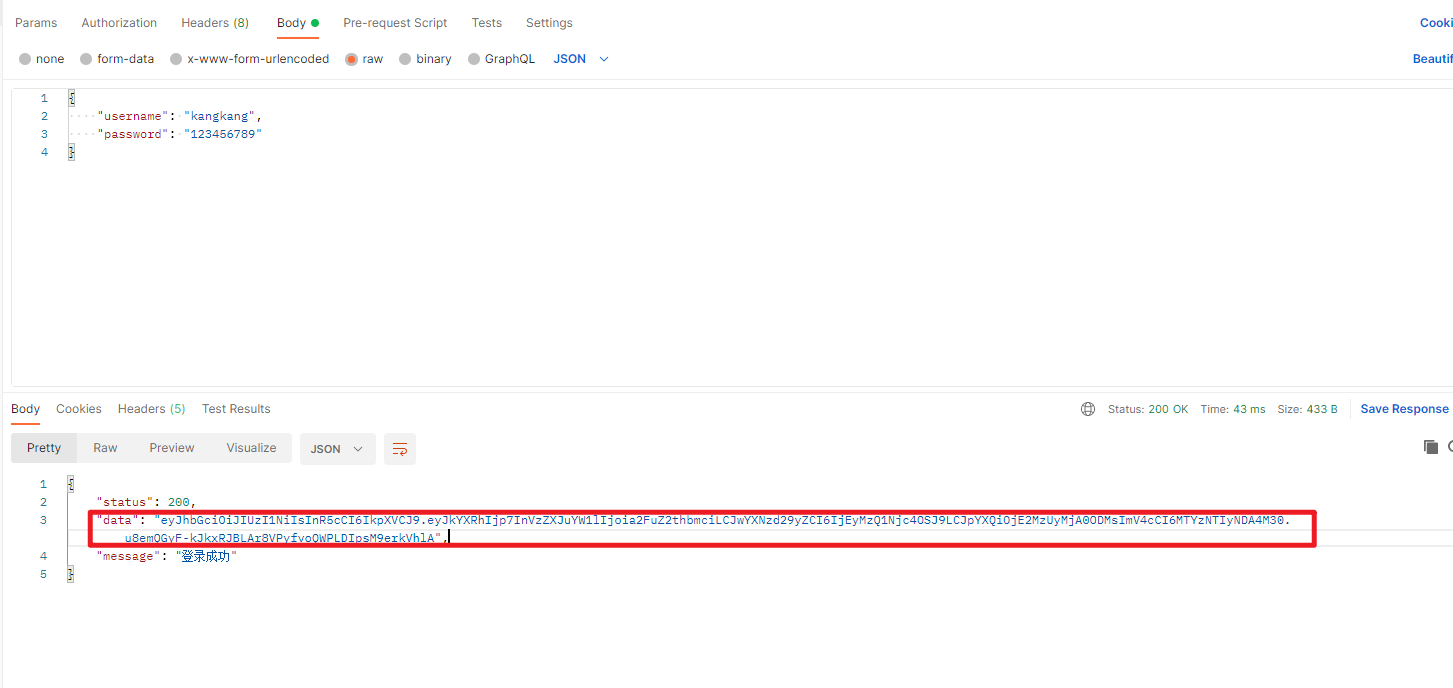 Params Authorization Headers (8) Body Pre-request Script Tests Settings Cooki
none form-data x-www-form-urlencoded raw binary GraphQL JSON Beautif
1 {
2 "username": "kangkang",
3 "password": "123456789"
4 }
Body Cookies Headers (5) Test Results Status: 200 OK Time: 43 ms Size: 433 B Save Response
Pretty Raw Preview Visualize JSON
1 {
2 "status": 200,
3 "data": "eyJhbGciOiJIUzI1NiIsInR5cCI6IkpXVCJ9.eyJkYXRhIjp7InVzZXJuYW1lIjoia2FuZ2thbmciLCJwYXNzd29yZCI6IjEyMzQ1Njc4OSJ9LCJpYXQiOjE2MzUyMjA0ODMsImV4cCI6MTYzNTIyNDA4M30.
u8emQGyF-kJkxRJBLAr8VPyfvoQWPLDIpsM9erkVhlA",
4 "message": "登录成功"
5 }